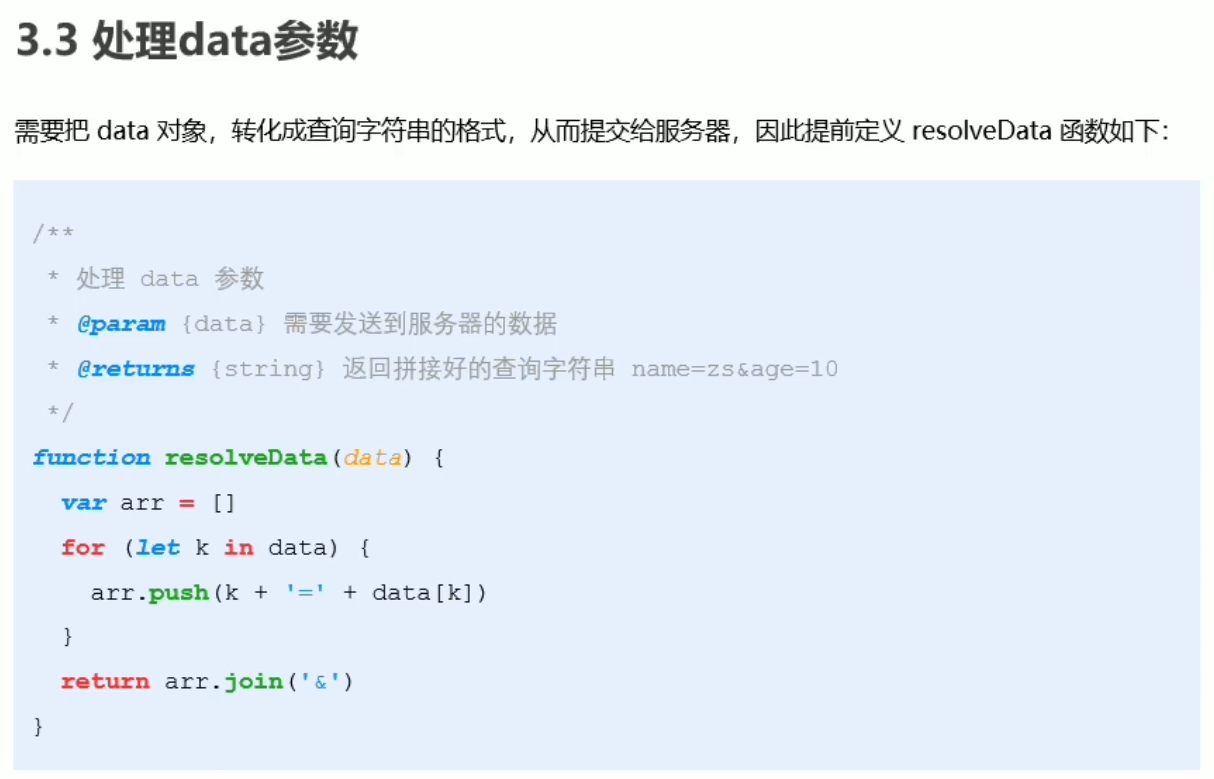 3.3 处理data参数
需要把 data 对象，转化成查询字符串的格式，从而提交给服务器，因此提前定义 resolveData 函数如下：
/**
 * 处理 data 参数
 * @param {data} 需要发送到服务器的数据
 * @returns {string} 返回拼接好的查询字符串 name=zs&age=10
 */
function resolveData(data) {
  var arr = []
  for (let k in data) {
    arr.push(k + '=' + data[k])
  }
  return arr.join('&')
}